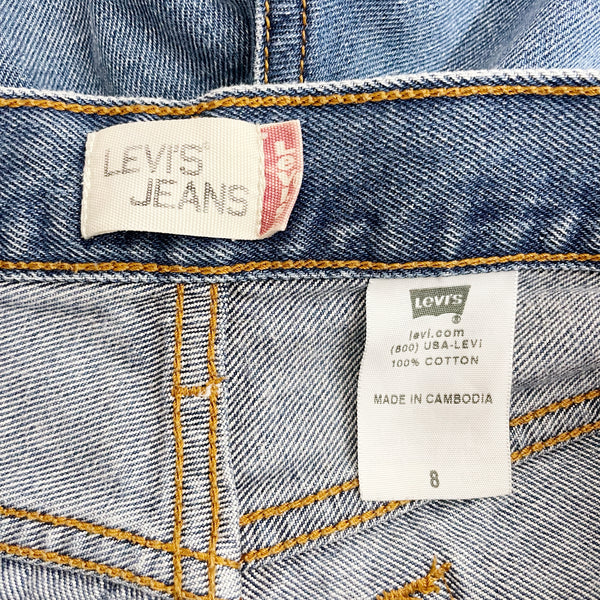 LEVI'S®
JEANS
Levi's
Levi's
®
levi.com
(800) USA-LEVI
100% COTTON
MADE IN CAMBODIA
8